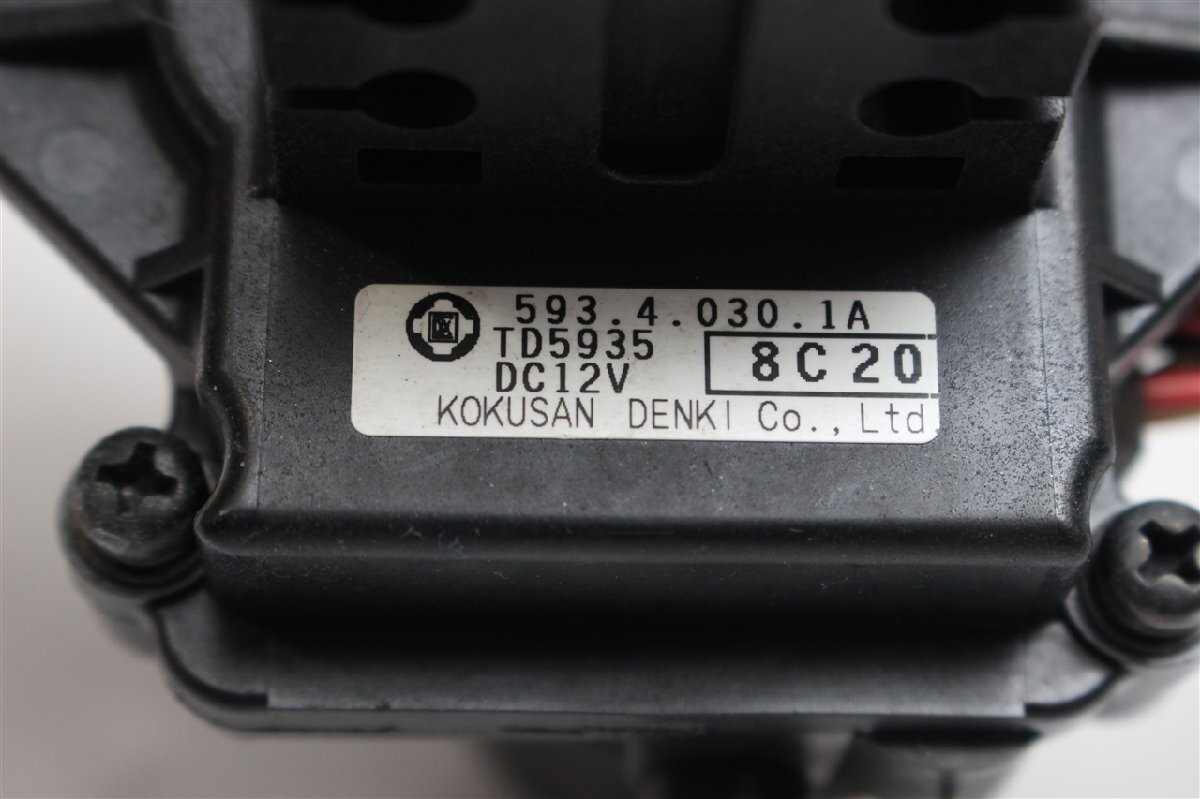 593.4.030.1A
TD5935
8C20
DC12V
KOKUSAN DENKI Co., Ltd